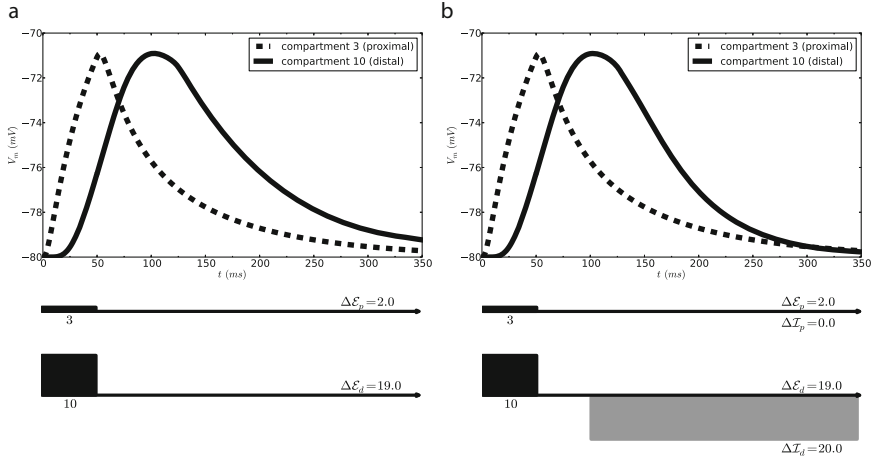 a
−70
−72
−74
−76
−78
−80
V_m (mV)
0
50
100
150
200
250
300
350
t (ms)
compartment 3 (proximal)
compartment 10 (distal)
3
Δℰ_p=2.0
10
Δℰ_d=19.0
b
−70
−72
−74
−76
−78
−80
V_m (mV)
0
50
100
150
200
250
300
350
t (ms)
compartment 3 (proximal)
compartment 10 (distal)
3
Δℰ_p=2.0
Δℐ_p=0.0
10
Δℰ_d=19.0
Δℐ_d=20.0